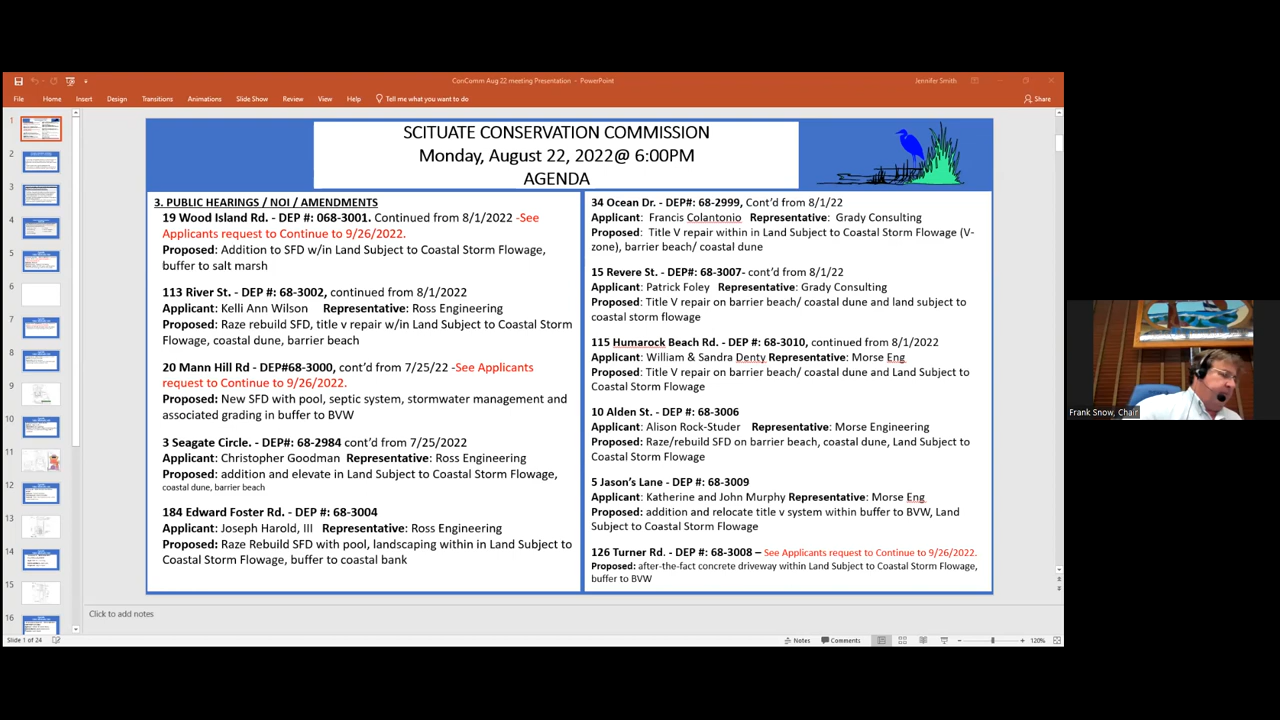 ConComm Aug 22 meeting Presentation - PowerPoint
Jennifer Smith
File Home Insert Design Transitions Animations Slide Show Review View Help Tell me what you want to do
Share
SCITUATE CONSERVATION COMMISSION
Monday, August 22, 2022@ 6:00PM
AGENDA
3. PUBLIC HEARINGS / NOI / AMENDMENTS
19 Wood Island Rd. - DEP #: 068-3001. Continued from 8/1/2022 -See
Applicants request to Continue to 9/26/2022.
Proposed: Addition to SFD w/in Land Subject to Coastal Storm Flowage,
buffer to salt marsh
113 River St. - DEP #: 68-3002, continued from 8/1/2022
Applicant: Kelli Ann Wilson Representative: Ross Engineering
Proposed: Raze rebuild SFD, title v repair w/in Land Subject to Coastal Storm
Flowage, coastal dune, barrier beach
20 Mann Hill Rd - DEP#68-3000, cont'd from 7/25/22 -See Applicants
request to Continue to 9/26/2022.
Proposed: New SFD with pool, septic system, stormwater management and
associated grading in buffer to BVW
3 Seagate Circle. - DEP#: 68-2984 cont'd from 7/25/2022
Applicant: Christopher Goodman Representative: Ross Engineering
Proposed: addition and elevate in Land Subject to Coastal Storm Flowage,
coastal dune, barrier beach
184 Edward Foster Rd. - DEP #: 68-3004
Applicant: Joseph Harold, III Representative: Ross Engineering
Proposed: Raze Rebuild SFD with pool, landscaping within in Land Subject to
Coastal Storm Flowage, buffer to coastal bank
34 Ocean Dr. - DEP#: 68-2999, Cont'd from 8/1/22
Applicant: Francis Colantonio Representative: Grady Consulting
Proposed: Title V repair within in Land Subject to Coastal Storm Flowage (V-
zone), barrier beach/ coastal dune
15 Revere St. - DEP#: 68-3007- cont'd from 8/1/22
Applicant: Patrick Foley Representative: Grady Consulting
Proposed: Title V repair on barrier beach/ coastal dune and land subject to
coastal storm flowage
115 Humarock Beach Rd. - DEP #: 68-3010, continued from 8/1/2022
Applicant: William & Sandra Denty Representative: Morse Eng
Proposed: Title V repair on barrier beach/ coastal dune and Land Subject to
Coastal Storm Flowage
10 Alden St. - DEP #: 68-3006
Applicant: Alison Rock-Studer Representative: Morse Engineering
Proposed: Raze/rebuild SFD on barrier beach, coastal dune, Land Subject to
Coastal Storm Flowage
5 Jason's Lane - DEP #: 68-3009
Applicant: Katherine and John Murphy Representative: Morse Eng
Proposed: addition and relocate title v system within buffer to BVW, Land
Subject to Coastal Storm Flowage
126 Turner Rd. - DEP #: 68-3008 – See Applicants request to Continue to 9/26/2022.
Proposed: after-the-fact concrete driveway within Land Subject to Coastal Storm Flowage,
buffer to BVW
1
2
3
4
5
6
7
8
9
10
11
12
13
14
15
16
Click to add notes
Slide 1 of 24
Notes
Comments
120%
Frank Snow, Chair